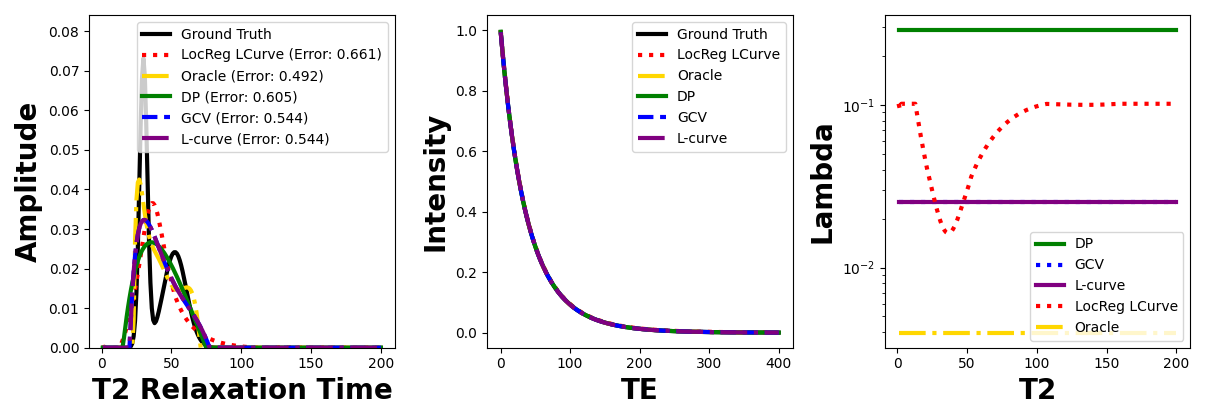 Amplitude
0.08
0.07
0.06
0.05
0.04
0.03
0.02
0.01
0.00
Ground Truth
LocReg LCurve (Error: 0.661)
Oracle (Error: 0.492)
DP (Error: 0.605)
GCV (Error: 0.544)
L-curve (Error: 0.544)
0 50 100 150 200
T2 Relaxation Time
Intensity
1.0
0.8
0.6
0.4
0.2
0.0
Ground Truth
LocReg LCurve
Oracle
DP
GCV
L-curve
0 100 200 300 400
TE
Lambda
10⁻¹
10⁻²
DP
GCV
L-curve
LocReg LCurve
Oracle
0 50 100 150 200
T2